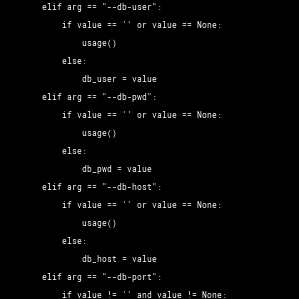 elif arg == "--db-user":
if value == '' or value == None:
usage()
else:
db_user = value
elif arg == "--db-pwd":
if value == '' or value == None:
usage()
else:
db_pwd = value
elif arg == "--db-host":
if value == '' or value == None:
usage()
else:
db_host = value
elif arg == "--db-port":
if value != '' and value != None: